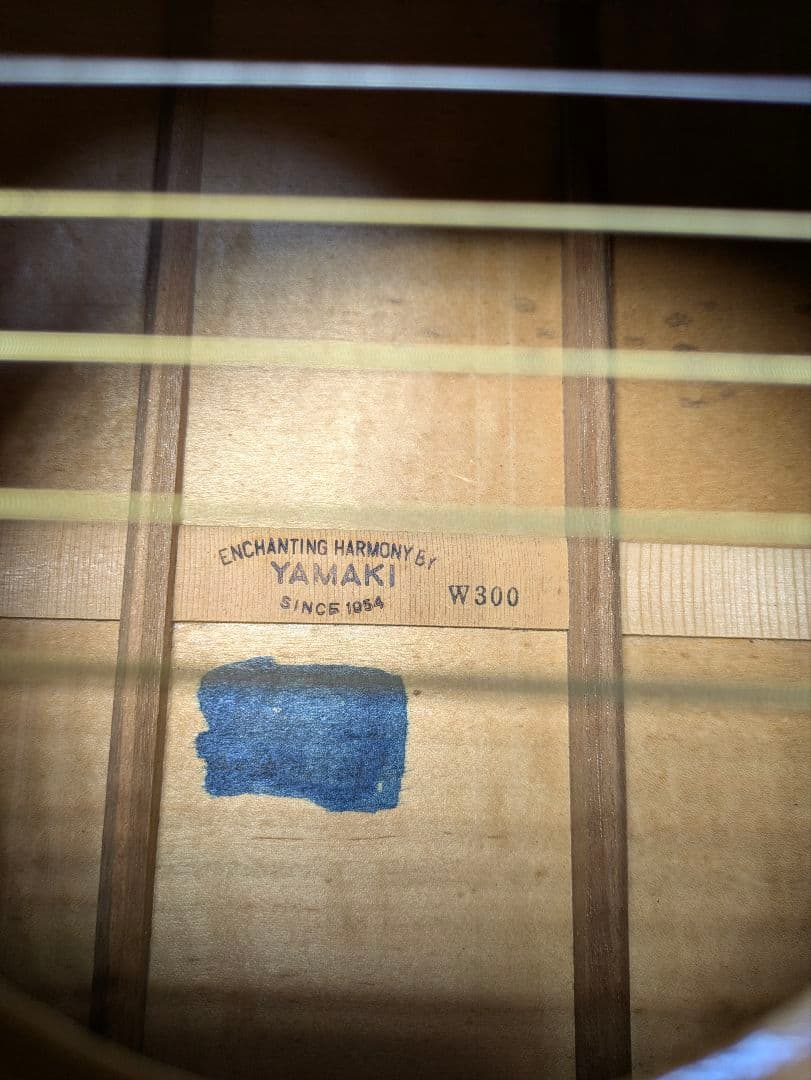 ENCHANTING HARMONY BY
YAMAKI
SINCE 1954
W300